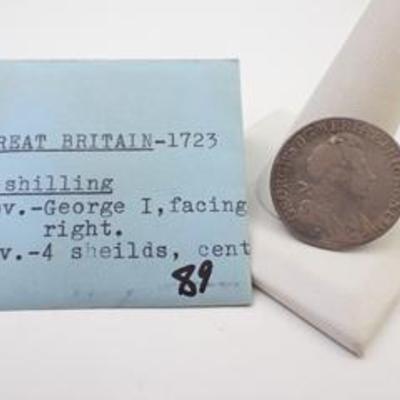 REAT BRITAIN-1723
shilling
v.-George I,facing
right.
v.-4 sheilds, cent
89